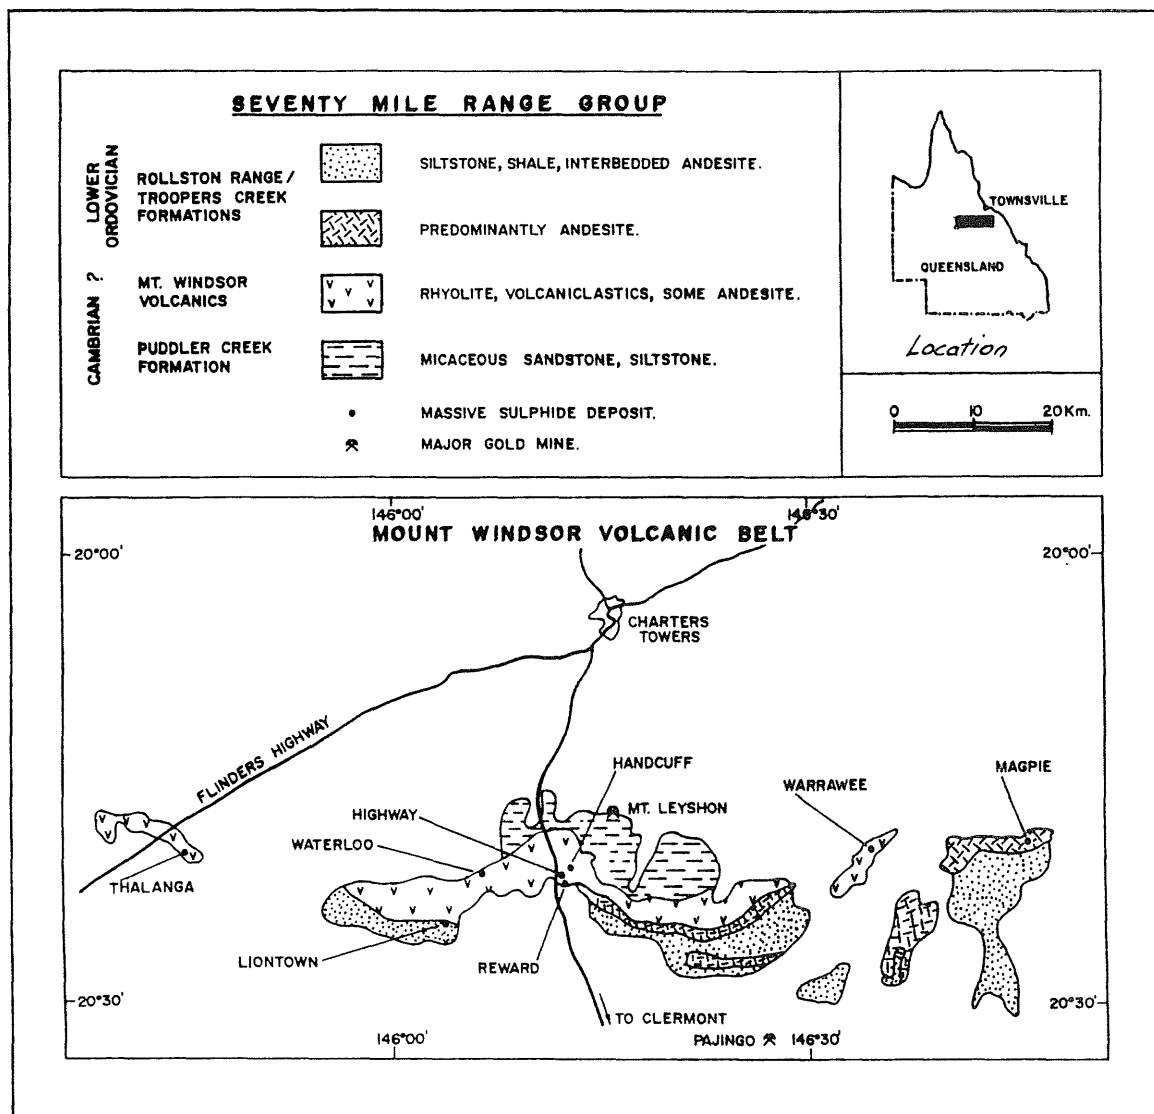 SEVENTY MILE RANGE GROUP
LOWER
ORDOVICIAN
CAMBRIAN ?
ROLLSTON RANGE/
TROOPERS CREEK
FORMATIONS
SILTSTONE, SHALE, INTERBEDDED ANDESITE.
PREDOMINANTLY ANDESITE.
MT. WINDSOR
VOLCANICS
RHYOLITE, VOLCANICLASTICS, SOME ANDESITE.
PUDDLER CREEK
FORMATION
MICACEOUS SANDSTONE, SILTSTONE.
MASSIVE SULPHIDE DEPOSIT.
MAJOR GOLD MINE.
TOWNSVILLE
QUEENSLAND
Location
0 10 20 Km.
146°00' 146°30'
MOUNT WINDSOR VOLCANIC BELT
20°00' 20°00'
CHARTERS
TOWERS
FLINDERS HIGHWAY
HANDCUFF
MAGPIE
WARRAWEE
MT. LEYSHON
HIGHWAY
WATERLOO
THALANGA
LIONTOWN
REWARD
20°30' 20°30'
TO CLERMONT
146°00' PAJINGO 146°30'